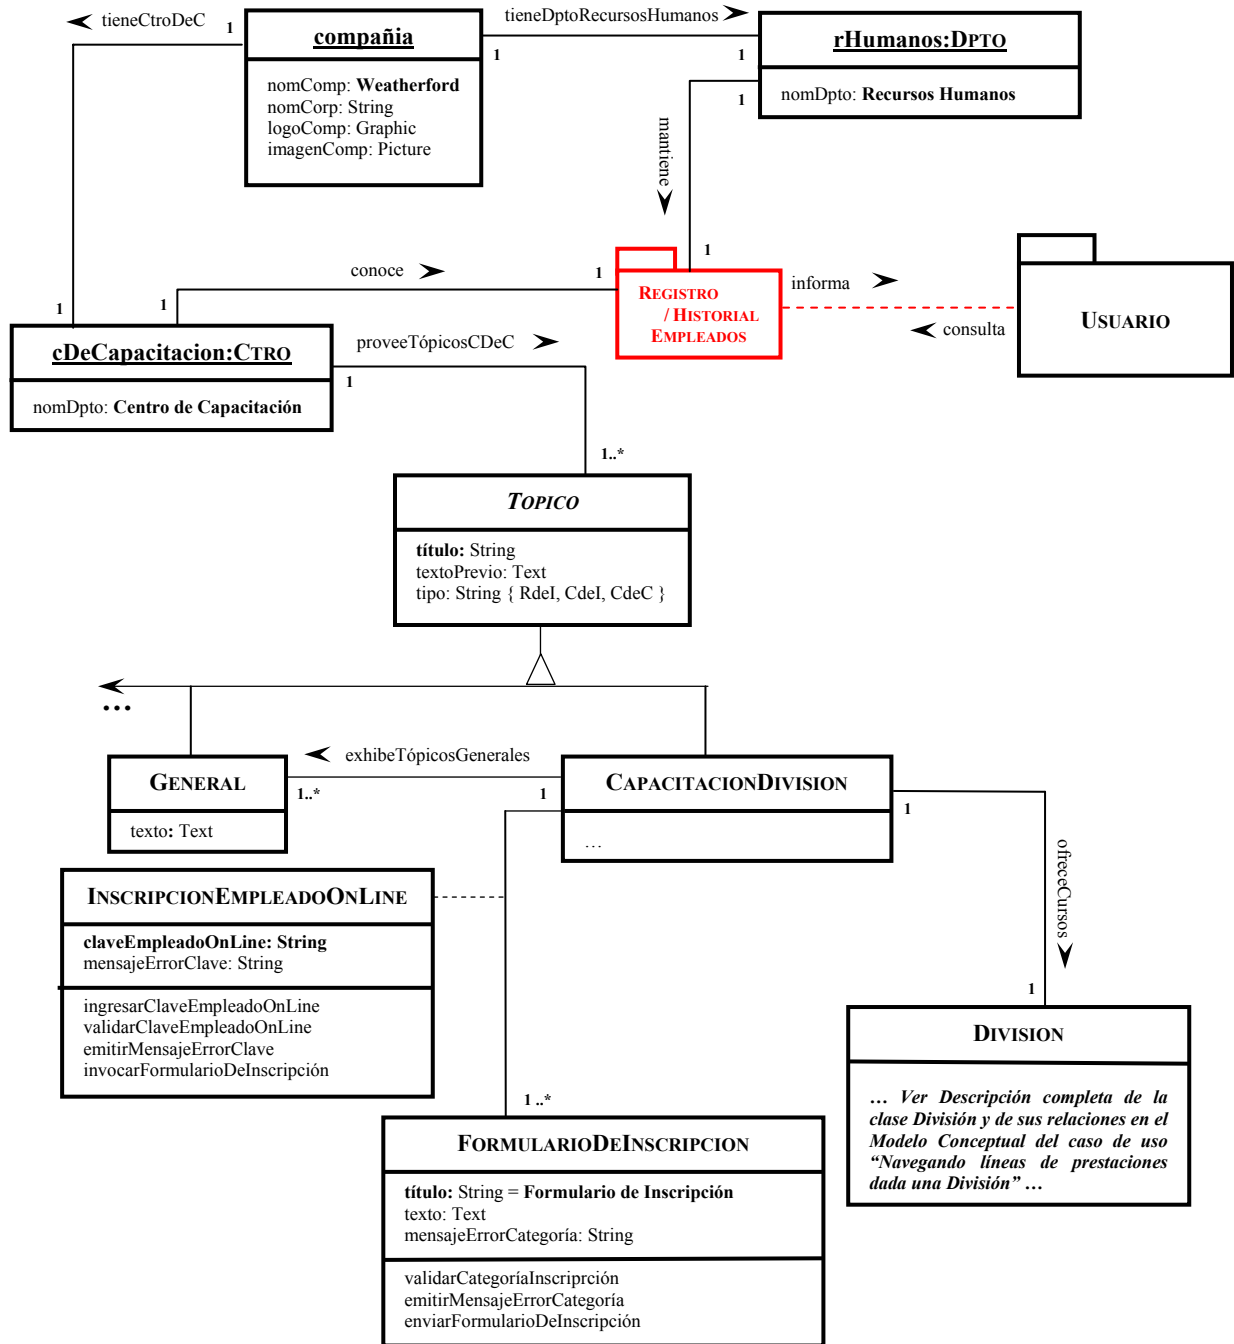 tieneCtroDeC
1
compañia
nomComp: Weatherford
nomCorp: String
logoComp: Graphic
imagenComp: Picture
tieneDptoRecursosHumanos
1
1
rHumanos:DPTO
nomDpto: Recursos Humanos
1
mantiene
1
conoce
1
1
1
REGISTRO
/ HISTORIAL
EMPLEADOS
informa
consulta
USUARIO
cDeCapacitacion:CTRO
nomDpto: Centro de Capacitación
proveeTópicosCDeC
1
1..*
TOPICO
título: String
textoPrevio: Text
tipo: String { RdeI, CdeI, CdeC }
...
GENERAL
texto: Text
exhibeTópicosGenerales
1..*
1
CAPACITACIONDIVISION
…
1
ofreceCursos
1
INSCRIPCIONEMPLEADOONLINE
claveEmpleadoOnLine: String
mensajeErrorClave: String
ingresarClaveEmpleadoOnLine
validarClaveEmpleadoOnLine
emitirMensajeErrorClave
invocarFormularioDeInscripción
DIVISION
… Ver Descripción completa de la
clase División y de sus relaciones en el
Modelo Conceptual del caso de uso
“Navegando líneas de prestaciones
dada una División” …
1 ..*
FORMULARIODEINSCRIPCION
título: String = Formulario de Inscripción
texto: Text
mensajeErrorCategoría: String
validarCategoríaInscriprción
emitirMensajeErrorCategoría
enviarFormularioDeInscripción